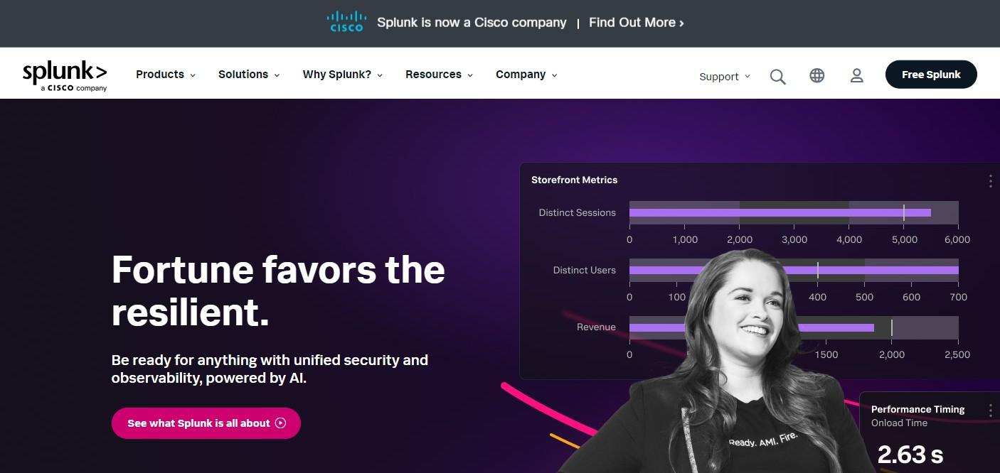 CISCO
Splunk is now a Cisco company | Find Out More ›
splunk>
a CISCO company
Products
Solutions
Why Splunk?
Resources
Company
Support
Free Splunk
Fortune favors the
resilient.
Be ready for anything with unified security and
observability, powered by AI.
See what Splunk is all about
Storefront Metrics
Distinct Sessions
0 1,000 2,000 3,000 4,000 5,000 6,000
Distinct Users
0 100 400 500 600 700
Revenue
0 1500 2,000 2,500
Ready. AMI. Fire.
Performance Timing
Onload Time
2.63 s